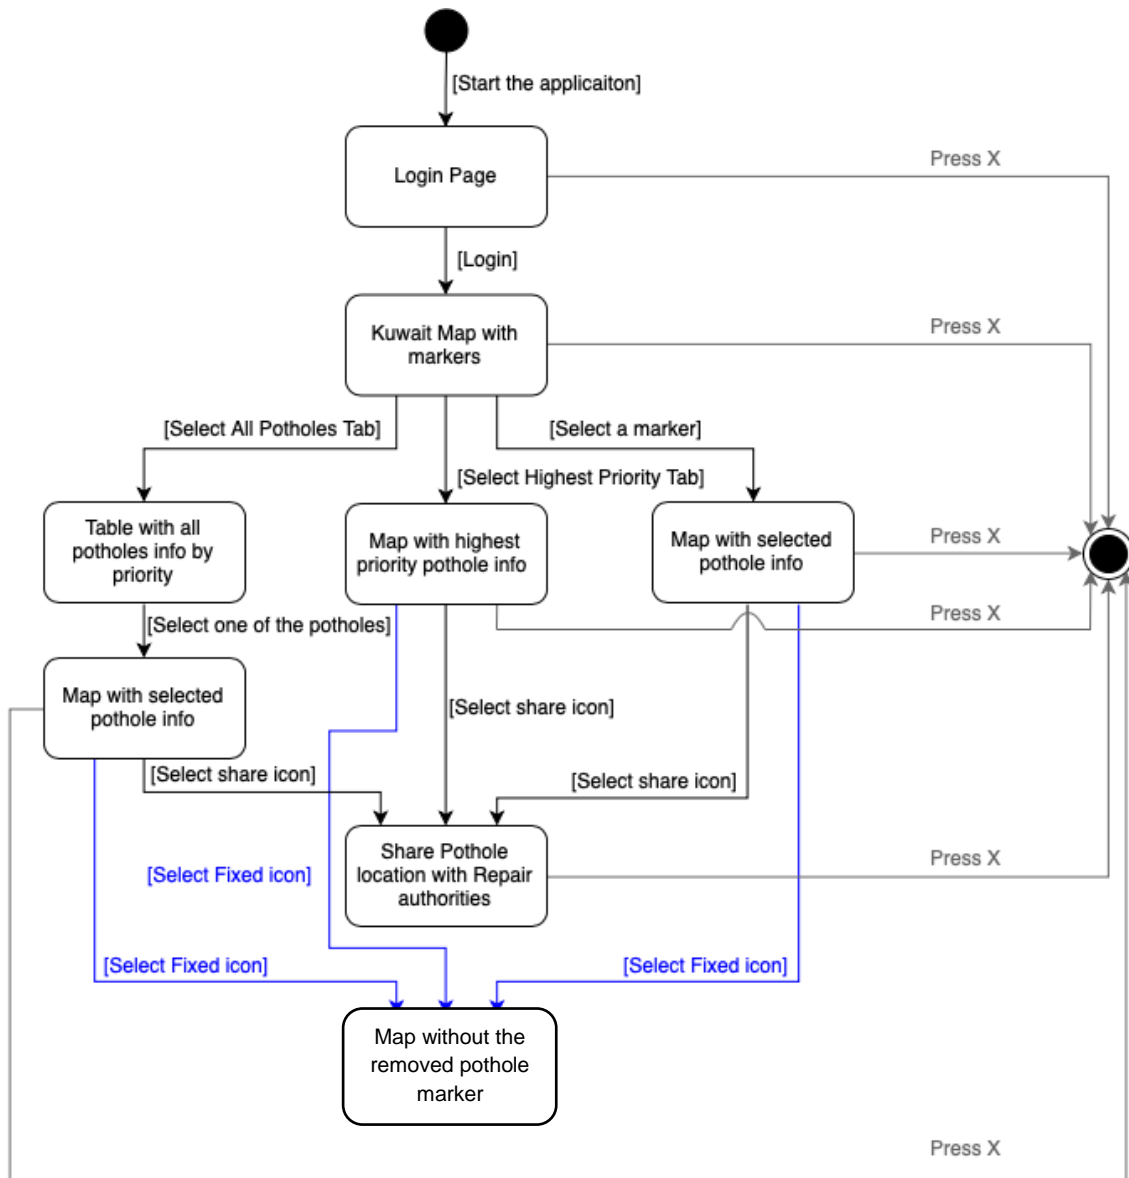 [Start the applicaiton]
Press X
Login Page
[Login]
Press X
Kuwait Map with
markers
[Select All Potholes Tab]
[Select a marker]
[Select Highest Priority Tab]
Table with all
potholes info by
priority
Map with highest
priority pothole info
Map with selected
pothole info
Press X
Press X
[Select one of the potholes]
Map with selected
pothole info
[Select share icon]
[Select share icon]
[Select share icon]
Share Pothole
location with Repair
authorities
Press X
[Select Fixed icon]
[Select Fixed icon]
[Select Fixed icon]
Map without the
removed pothole
marker
Press X